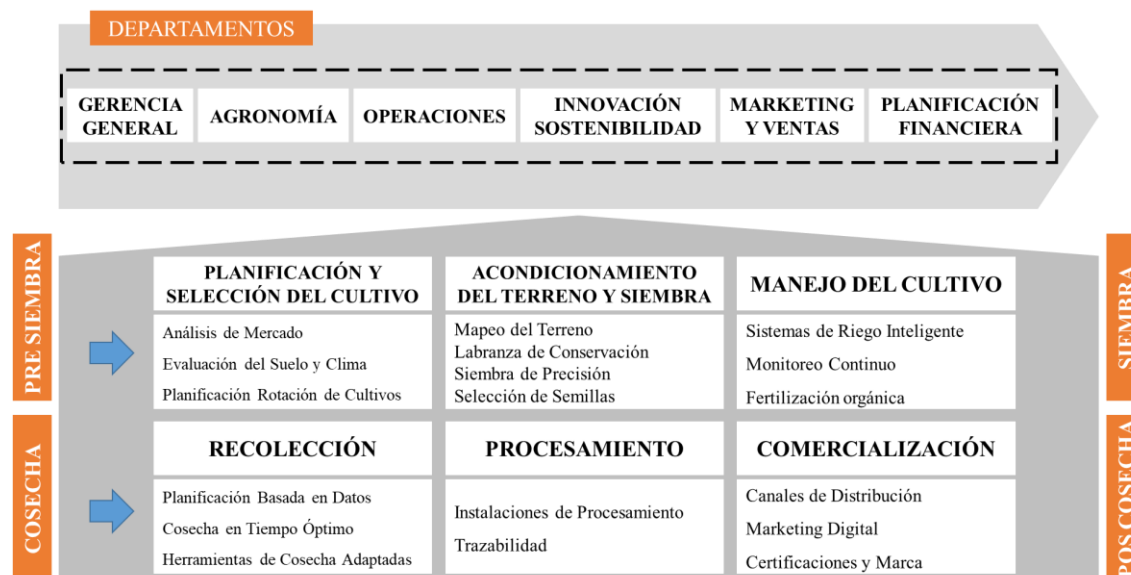 DEPARTAMENTOS
GERENCIA
GENERAL
AGRONOMÍA
OPERACIONES
INNOVACIÓN
SOSTENIBILIDAD
MARKETING
Y VENTAS
PLANIFICACIÓN
FINANCIERA
PRE SIEMBRA
PLANIFICACIÓN Y
SELECCIÓN DEL CULTIVO
Análisis de Mercado
Evaluación del Suelo y Clima
Planificación Rotación de Cultivos
ACONDICIONAMIENTO
DEL TERRENO Y SIEMBRA
Mapeo del Terreno
Labranza de Conservación
Siembra de Precisión
Selección de Semillas
MANEJO DEL CULTIVO
Sistemas de Riego Inteligente
Monitoreo Continuo
Fertilización orgánica
SIEMBRA
COSECHA
RECOLECCIÓN
Planificación Basada en Datos
Cosecha en Tiempo Óptimo
Herramientas de Cosecha Adaptadas
PROCESAMIENTO
Instalaciones de Procesamiento
Trazabilidad
COMERCIALIZACIÓN
Canales de Distribución
Marketing Digital
Certificaciones y Marca
POS COSECHA